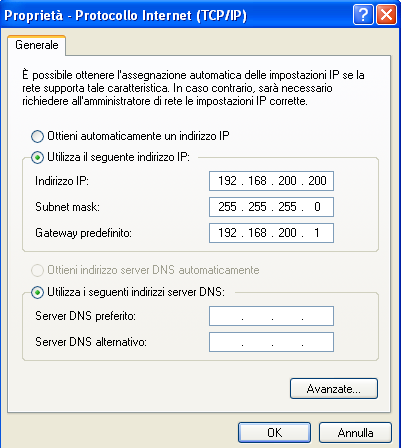 Proprietà - Protocollo Internet (TCP/IP)
Generale
È possibile ottenere l'assegnazione automatica delle impostazioni IP se la
rete supporta tale caratteristica. In caso contrario, sarà necessario
richiedere all'amministratore di rete le impostazioni IP corrette.
Ottieni automaticamente un indirizzo IP
Utilizza il seguente indirizzo IP:
Indirizzo IP: 192 . 168 . 200 . 200
Subnet mask: 255 . 255 . 255 . 0
Gateway predefinito: 192 . 168 . 200 . 1
Ottieni indirizzo server DNS automaticamente
Utilizza i seguenti indirizzi server DNS:
Server DNS preferito: . . .
Server DNS alternativo: . . .
Avanzate...
OK Annulla